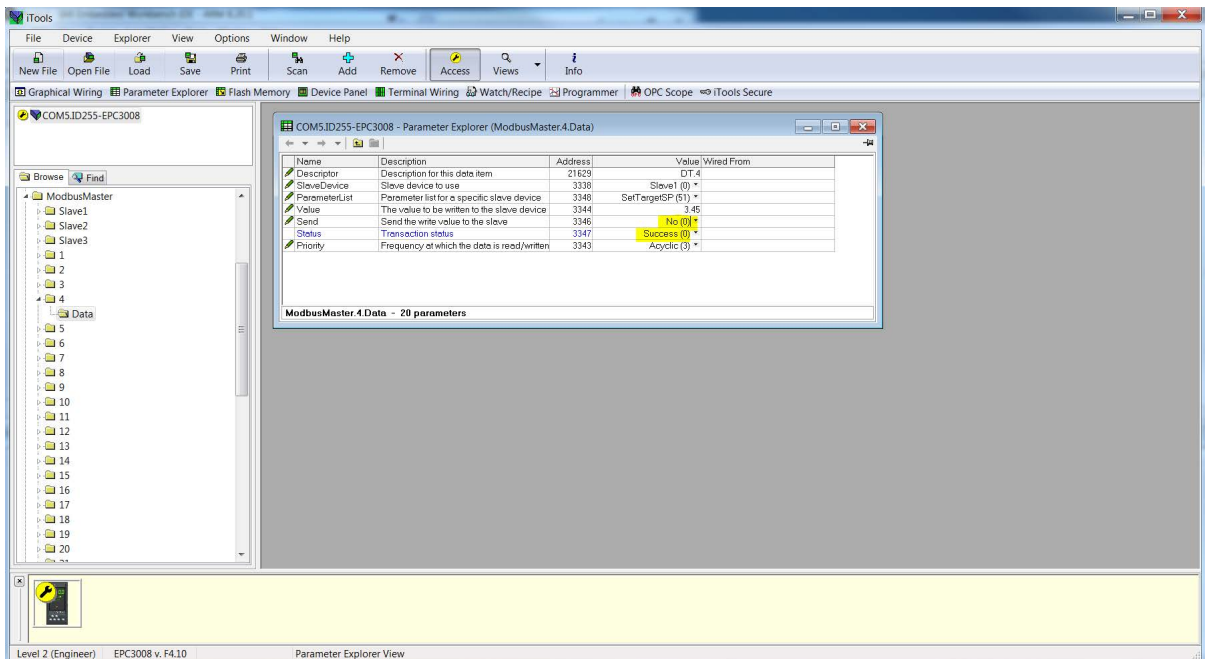 iTools
File Device Explorer View Options Window Help
New File Open File Load Save Print Scan Add Remove Access Views Info
Graphical Wiring Parameter Explorer Flash Memory Device Panel Terminal Wiring Watch/Recipe Programmer OPC Scope iTools Secure
COM5.ID255-EPC3008
COM5.ID255-EPC3008 - Parameter Explorer (ModbusMaster.4.Data)
Name Description Address Value Wired From
Descriptor Description for this data item 21629 DT.4
SlaveDevice Slave device to use 3338 Slave1 (0)
ParameterList Parameter list for a specific slave device 3348 SetTargetSP (51)
Value The value to be written to the slave device 3344 3.45
Send Send the write value to the slave 3346 No (0)
Status Transaction status 3347 Success (0)
Priority Frequency at which the data is read/written 3343 Acyclic (3)
ModbusMaster.4.Data - 20 parameters
Browse Find
ModbusMaster
Slave1
Slave2
Slave3
1
2
3
4
Data
5
6
7
8
9
10
11
12
13
14
15
16
17
18
19
20
Level 2 (Engineer) EPC3008 v. F4.10 Parameter Explorer View